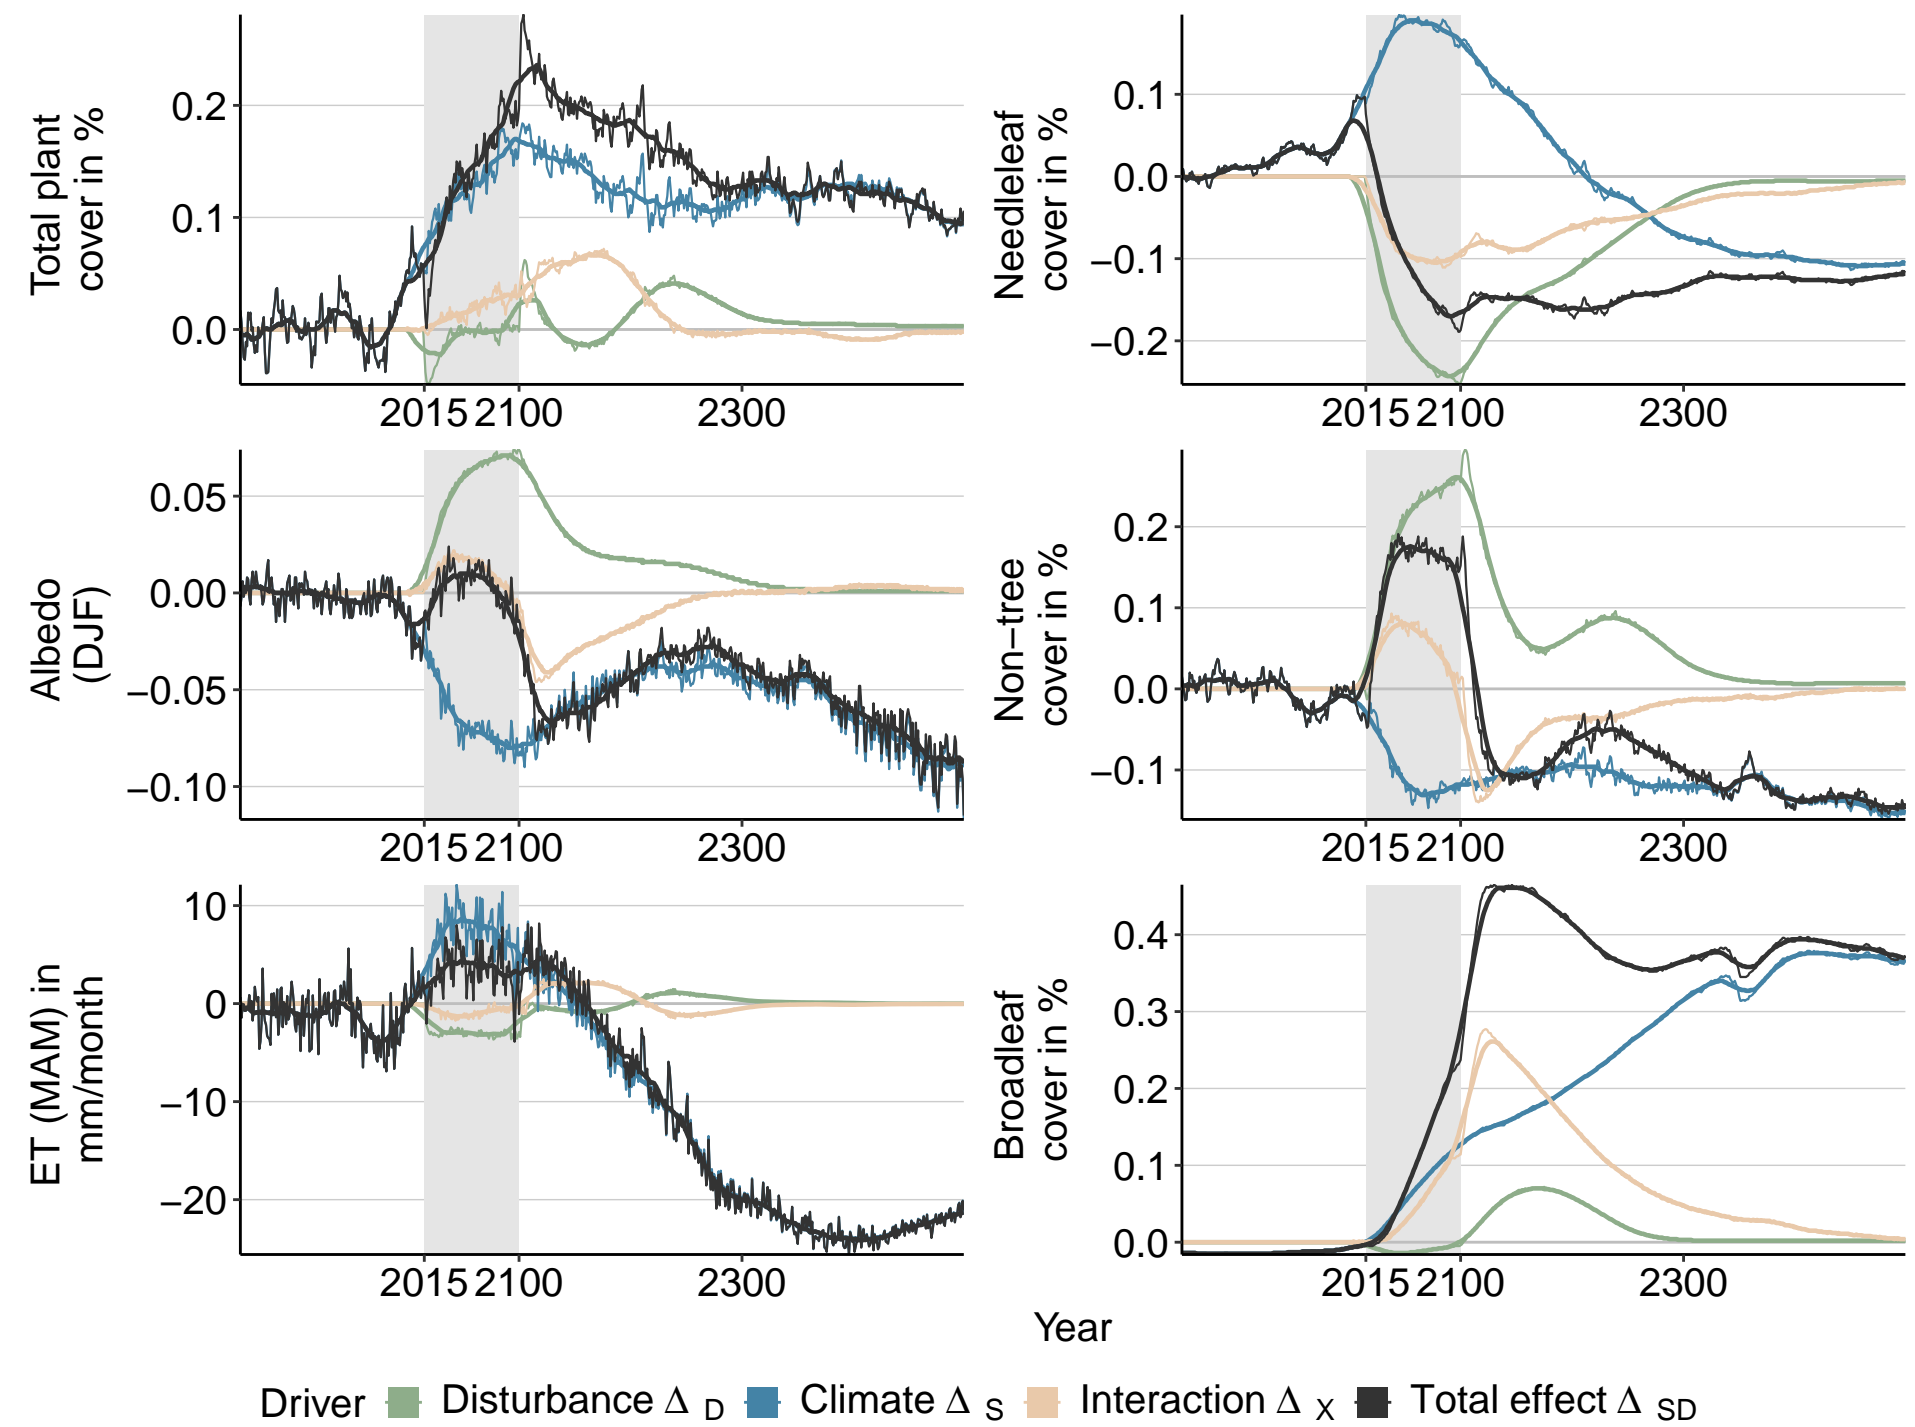 Total plant
cover in %
0.2
0.1
0.0
2015 2100 2300
Needleleaf
cover in %
0.1
0.0
−0.1
−0.2
2015 2100 2300
Albedo
(DJF)
0.05
0.00
−0.05
−0.10
2015 2100 2300
Non−tree
cover in %
0.2
0.1
0.0
−0.1
2015 2100 2300
ET (MAM) in
mm/month
10
0
−10
−20
2015 2100 2300
Broadleaf
cover in %
0.4
0.3
0.2
0.1
0.0
2015 2100 2300
Year
Driver Disturbance Δ D Climate Δ S Interaction Δ X Total effect Δ SD